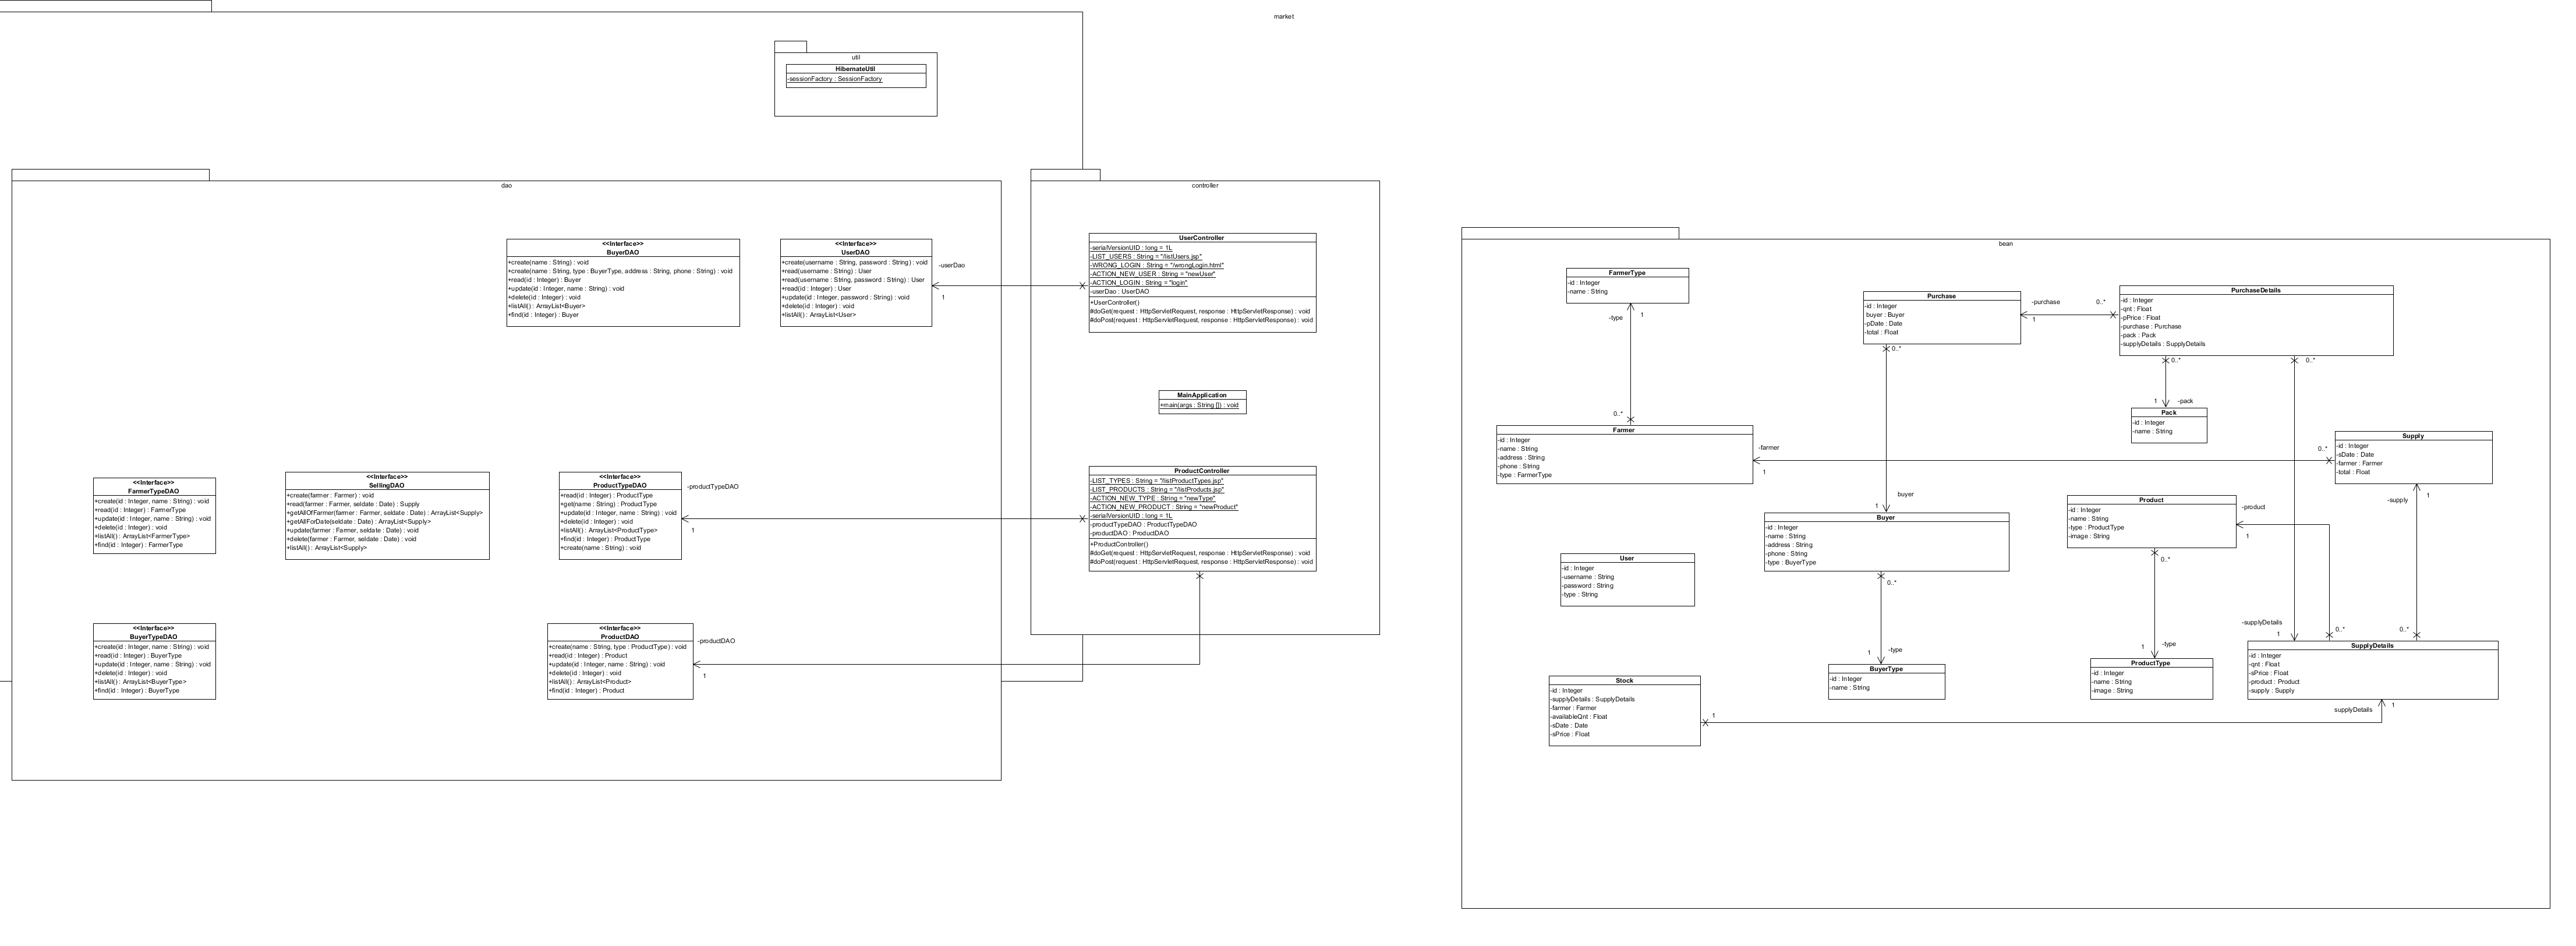 market
util
HibernateUtil
-sessionFactory : SessionFactory
dao
<<Interface>>
BuyerDAO
+create(name : String) : void
+create(name : String, type : BuyerType, address : String, phone : String) : void
+read(id : Integer) : Buyer
+update(id : Integer, name : String) : void
+delete(id : Integer) : void
+listAll() : ArrayList<Buyer>
+find(id : Integer) : Buyer
<<Interface>>
UserDAO
+create(username : String, password : String) : void
+read(username : String) : User
+read(username : String, password : String) : User
+read(id : Integer) : User
+update(id : Integer, password : String) : void
+delete(id : Integer) : void
+listAll() : ArrayList<User>
-userDao
1
<<Interface>>
FarmerTypeDAO
+create(id : Integer, name : String) : void
+read(id : Integer) : FarmerType
+update(id : Integer, name : String) : void
+delete(id : Integer) : void
+listAll() : ArrayList<FarmerType>
+find(id : Integer) : FarmerType
<<Interface>>
SellingDAO
+create(farmer : Farmer) : void
+read(farmer : Farmer, seldate : Date) : Supply
+getAllOfFarmer(farmer : Farmer, seldate : Date) : ArrayList<Supply>
+getAllForDate(seldate : Date) : ArrayList<Supply>
+update(farmer : Farmer, seldate : Date) : void
+delete(farmer : Farmer, seldate : Date) : void
+listAll() : ArrayList<Supply>
<<Interface>>
ProductTypeDAO
+read(id : Integer) : ProductType
+get(name : String) : ProductType
+update(id : Integer, name : String) : void
+delete(id : Integer) : void
+listAll() : ArrayList<ProductType>
+find(id : Integer) : ProductType
+create(name : String) : void
-productTypeDAO
1
<<Interface>>
BuyerTypeDAO
+create(id : Integer, name : String) : void
+read(id : Integer) : BuyerType
+update(id : Integer, name : String) : void
+delete(id : Integer) : void
+listAll() : ArrayList<BuyerType>
+find(id : Integer) : BuyerType
<<Interface>>
ProductDAO
+create(name : String, type : ProductType) : void
+read(id : Integer) : Product
+update(id : Integer, name : String) : void
+delete(id : Integer) : void
+listAll() : ArrayList<Product>
+find(id : Integer) : Product
-productDAO
1
controller
UserController
-serialVersionUID : long = 1L
-LIST_USERS : String = "/listUsers.jsp"
-WRONG_LOGIN : String = "/wrongLogin.html"
-ACTION_NEW_USER : String = "newUser"
-ACTION_LOGIN : String = "login"
-userDao : UserDAO
+UserController()
#doGet(request : HttpServletRequest, response : HttpServletResponse) : void
#doPost(request : HttpServletRequest, response : HttpServletResponse) : void
MainApplication
+main(args : String []) : void
ProductController
-LIST_TYPES : String = "/listProductTypes.jsp"
-LIST_PRODUCTS : String = "/listProducts.jsp"
-ACTION_NEW_TYPE : String = "newType"
-ACTION_NEW_PRODUCT : String = "newProduct"
-serialVersionUID : long = 1L
-productTypeDAO : ProductTypeDAO
-productDAO : ProductDAO
+ProductController()
#doGet(request : HttpServletRequest, response : HttpServletResponse) : void
#doPost(request : HttpServletRequest, response : HttpServletResponse) : void
bean
FarmerType
-id : Integer
-name : String
-type
1
0..*
Farmer
-id : Integer
-name : String
-address : String
-phone : String
-type : FarmerType
-farmer
1
Purchase
-id : Integer
buyer : Buyer
-pDate : Date
-total : Float
-purchase
1
0..*
0..*
PurchaseDetails
-id : Integer
-qnt : Float
-pPrice : Float
-purchase : Purchase
-pack : Pack
-supplyDetails : SupplyDetails
0..*
0..*
1
-pack
Pack
-id : Integer
-name : String
0..*
Supply
-id : Integer
-sDate : Date
-farmer : Farmer
-total : Float
-supply
1
buyer
1
Buyer
-id : Integer
-name : String
-address : String
-phone : String
-type : BuyerType
0..*
1
-type
BuyerType
-id : Integer
-name : String
Product
-id : Integer
-name : String
-type : ProductType
-image : String
-product
1
0..*
1
-type
ProductType
-id : Integer
-name : String
-image : String
User
-id : Integer
-username : String
-password : String
-type : String
-supplyDetails
1
0..*
0..*
SupplyDetails
-id : Integer
-qnt : Float
-sPrice : Float
-product : Product
-supply : Supply
supplyDetails
1
Stock
-id : Integer
-supplyDetails : SupplyDetails
-farmer : Farmer
-availableQnt : Float
-sDate : Date
-sPrice : Float
1